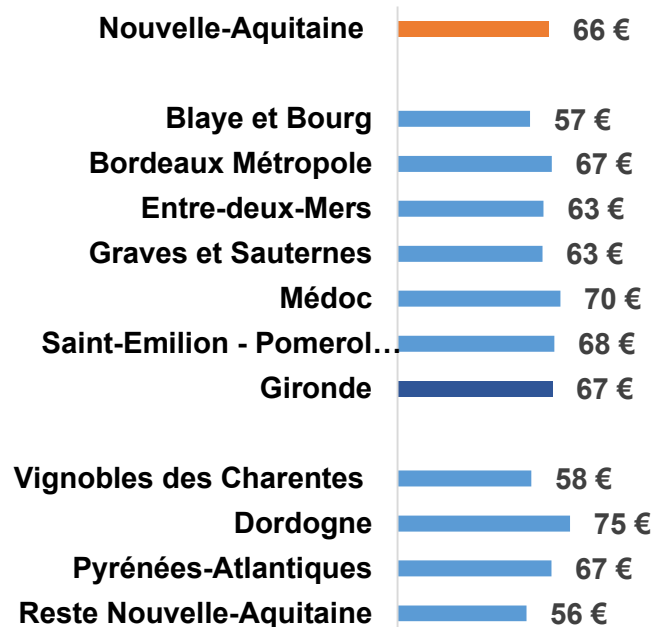 Nouvelle-Aquitaine 66 €
Blaye et Bourg 57 €
Bordeaux Métropole 67 €
Entre-deux-Mers 63 €
Graves et Sauternes 63 €
Médoc 70 €
Saint-Emilion - Pomerol… 68 €
Gironde 67 €
Vignobles des Charentes 58 €
Dordogne 75 €
Pyrénées-Atlantiques 67 €
Reste Nouvelle-Aquitaine 56 €